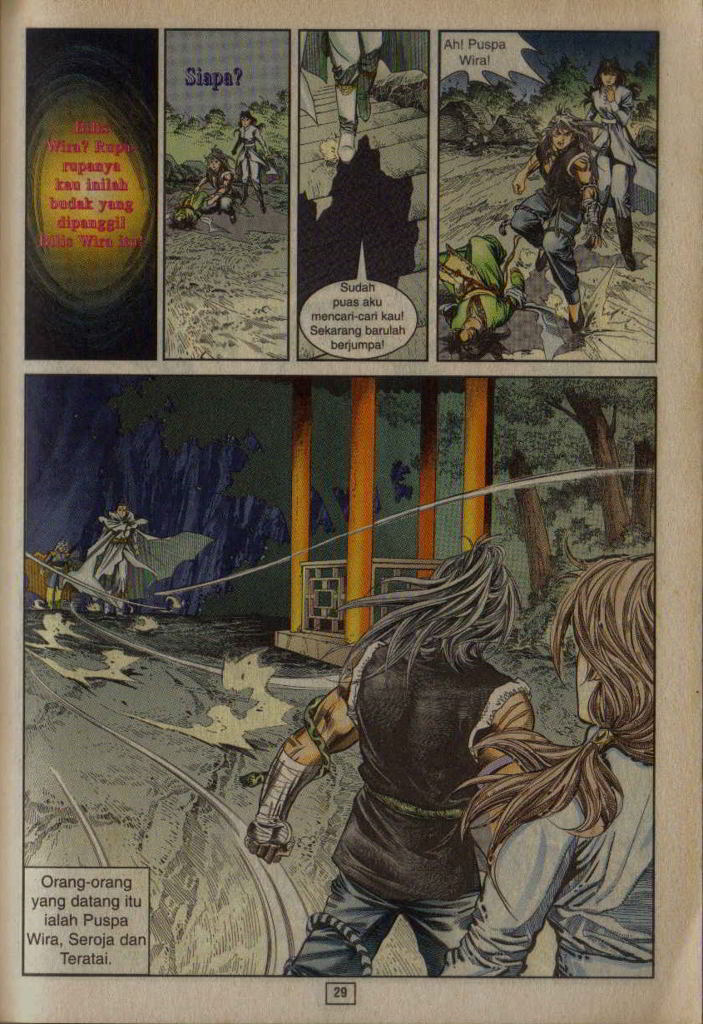 Bilis
Wira? Rupa-
rupanya
kau inilah
budak yang
dipanggil
Bilis Wira itu!
Siapa?
Sudah
puas aku
mencari-cari kau!
Sekarang barulah
berjumpa!
Ah! Puspa
Wira!
Orang-orang
yang datang itu
ialah Puspa
Wira, Seroja dan
Teratai.
29